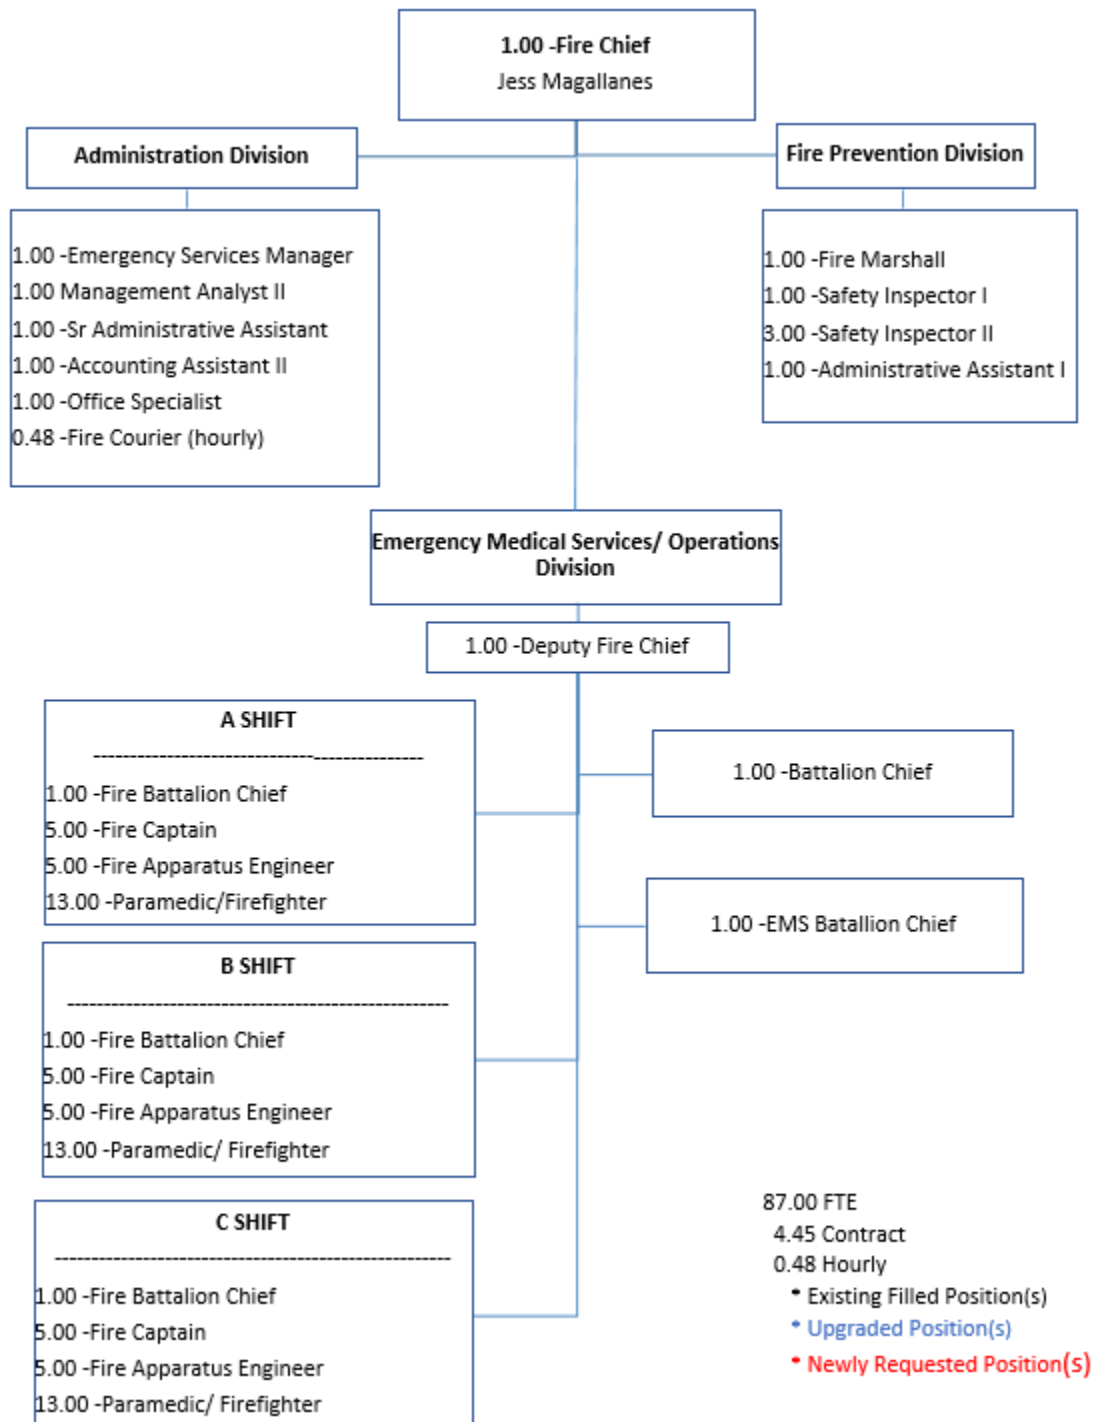 1.00 -Fire Chief
Jess Magallanes
Administration Division
Fire Prevention Division
1.00 -Emergency Services Manager
1.00 Management Analyst II
1.00 -Sr Administrative Assistant
1.00 -Accounting Assistant II
1.00 -Office Specialist
0.48 -Fire Courier (hourly)
1.00 -Fire Marshall
1.00 -Safety Inspector I
3.00 -Safety Inspector II
1.00 -Administrative Assistant I
Emergency Medical Services/ Operations
Division
1.00 -Deputy Fire Chief
A SHIFT
---------------------------------------------
1.00 -Fire Battalion Chief
5.00 -Fire Captain
5.00 -Fire Apparatus Engineer
13.00 -Paramedic/Firefighter
1.00 -Battalion Chief
1.00 -EMS Batallion Chief
B SHIFT
----------------------------------------------------
1.00 -Fire Battalion Chief
5.00 -Fire Captain
5.00 -Fire Apparatus Engineer
13.00 -Paramedic/ Firefighter
C SHIFT
------------------------------------------------------
1.00 -Fire Battalion Chief
5.00 -Fire Captain
5.00 -Fire Apparatus Engineer
13.00 -Paramedic/ Firefighter
87.00 FTE
4.45 Contract
0.48 Hourly
* Existing Filled Position(s)
* Upgraded Position(s)
* Newly Requested Position(s)